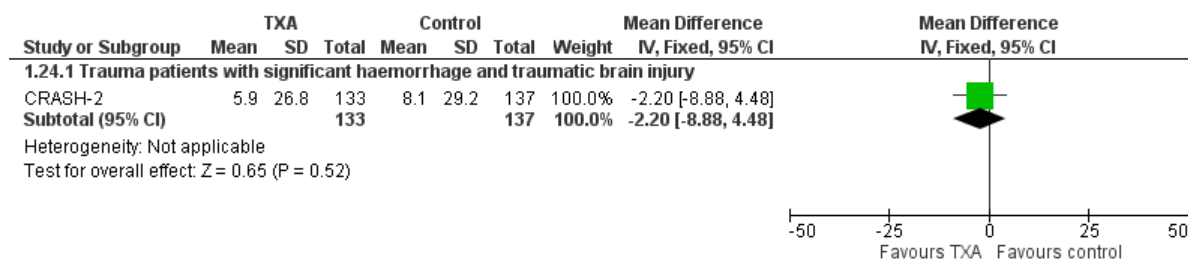 TXA Control Mean Difference Mean Difference
Study or Subgroup Mean SD Total Mean SD Total Weight IV, Fixed, 95% CI IV, Fixed, 95% CI
1.24.1 Trauma patients with significant haemorrhage and traumatic brain injury
CRASH-2 5.9 26.8 133 8.1 29.2 137 100.0% -2.20 [-8.88, 4.48]
Subtotal (95% CI) 133 137 100.0% -2.20 [-8.88, 4.48]
Heterogeneity: Not applicable
Test for overall effect: Z = 0.65 (P = 0.52)
-50 -25 0 25 50
Favours TXA Favours control